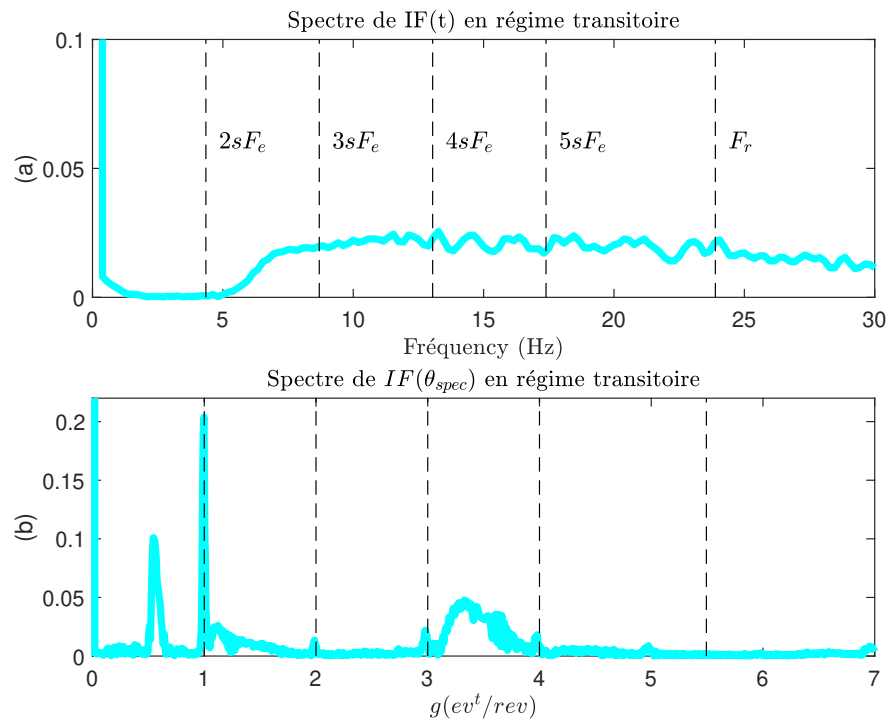 Spectre de IF(t) en régime transitoire
0.1
0.05
0
(a)
2sF_e
3sF_e
4sF_e
5sF_e
F_r
0 5 10 15 20 25 30
Fréquency (Hz)
Spectre de IF(θ_spec) en régime transitoire
0.2
0.15
0.1
0.05
0
(b)
0 1 2 3 4 5 6 7
g(ev^t/rev)